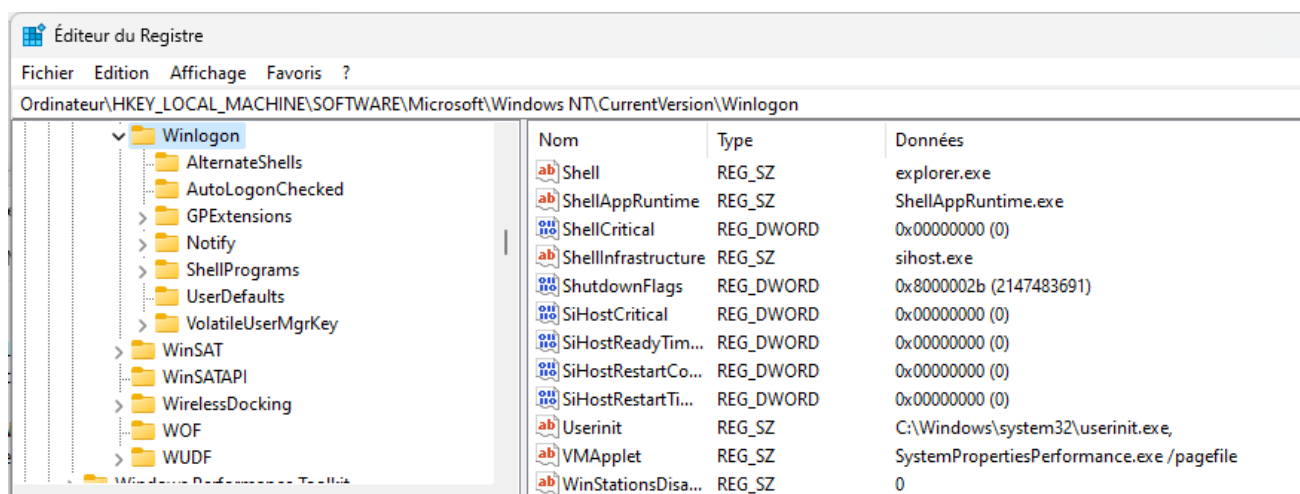 Éditeur du Registre
Fichier Edition Affichage Favoris ?
Ordinateur\HKEY_LOCAL_MACHINE\SOFTWARE\Microsoft\Windows NT\CurrentVersion\Winlogon
Winlogon
AlternateShells
AutoLogonChecked
GPExtensions
Notify
ShellPrograms
UserDefaults
VolatileUserMgrKey
WinSAT
WinSATAPI
WirelessDocking
WOF
WUDF
Windows Performance Toolkit
Nom Type Données
Shell REG_SZ explorer.exe
ShellAppRuntime REG_SZ ShellAppRuntime.exe
ShellCritical REG_DWORD 0x00000000 (0)
ShellInfrastructure REG_SZ sihost.exe
ShutdownFlags REG_DWORD 0x8000002b (2147483691)
SiHostCritical REG_DWORD 0x00000000 (0)
SiHostReadyTim... REG_DWORD 0x00000000 (0)
SiHostRestartCo... REG_DWORD 0x00000000 (0)
SiHostRestartTi... REG_DWORD 0x00000000 (0)
Userinit REG_SZ C:\Windows\system32\userinit.exe,
VMApplet REG_SZ SystemPropertiesPerformance.exe /pagefile
WinStationsDisa... REG_SZ 0